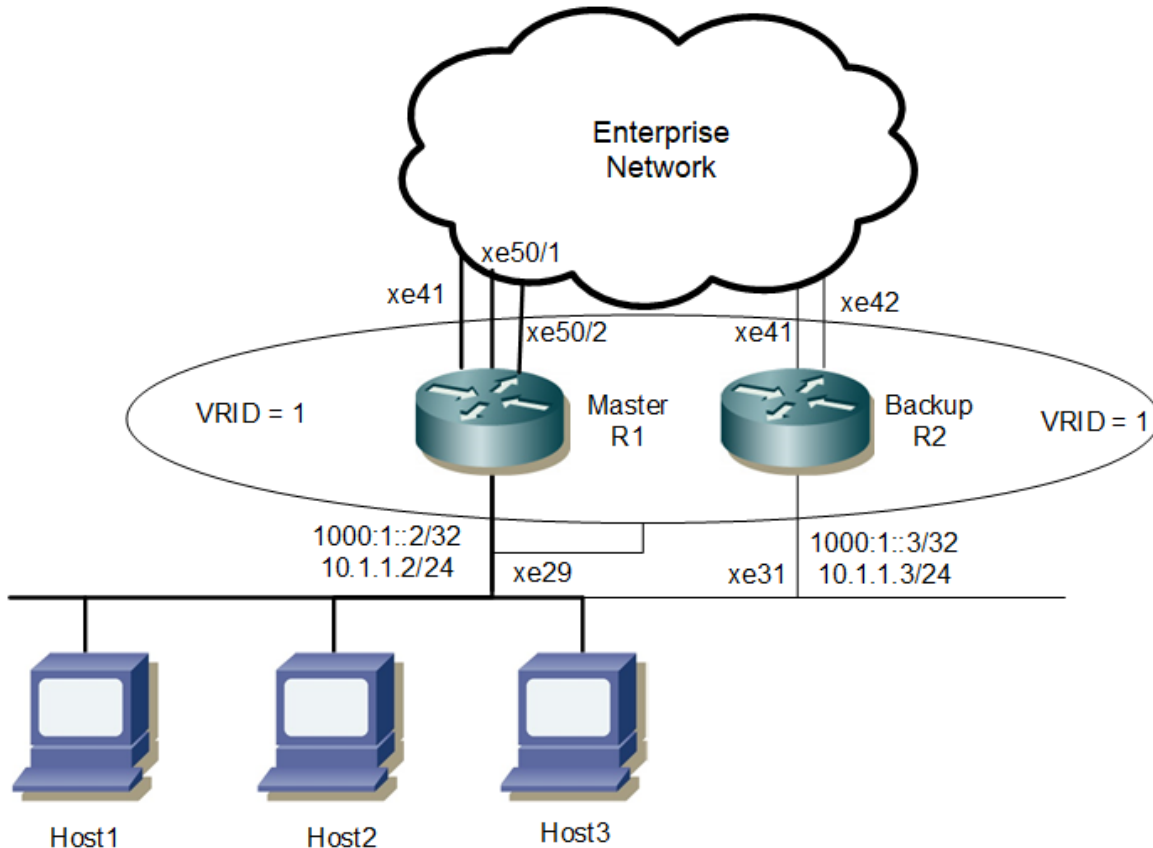 Enterprise
Network
xe50/1
xe41
xe50/2
xe41
xe42
VRID = 1
Master
R1
Backup
R2
VRID = 1
1000:1::2/32
10.1.1.2/24
xe29
xe31
1000:1::3/32
10.1.1.3/24
Host1
Host2
Host3